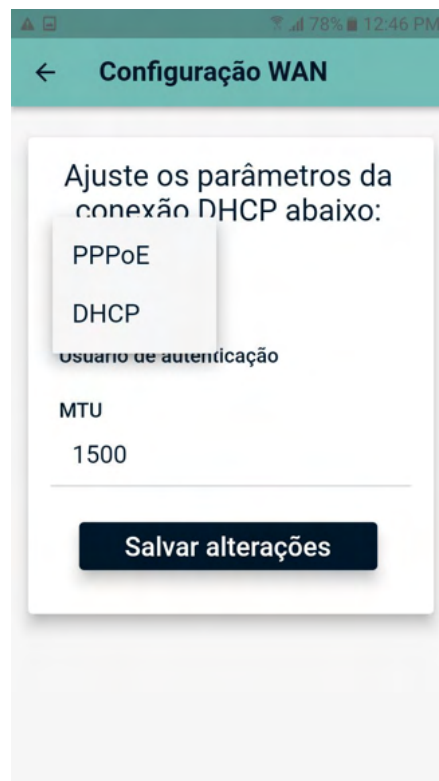 78% 12:46 PM
Configuração WAN
Ajuste os parâmetros da
conexão DHCP abaixo:
PPPoE
DHCP
Usuário de autenticação
MTU
1500
Salvar alterações